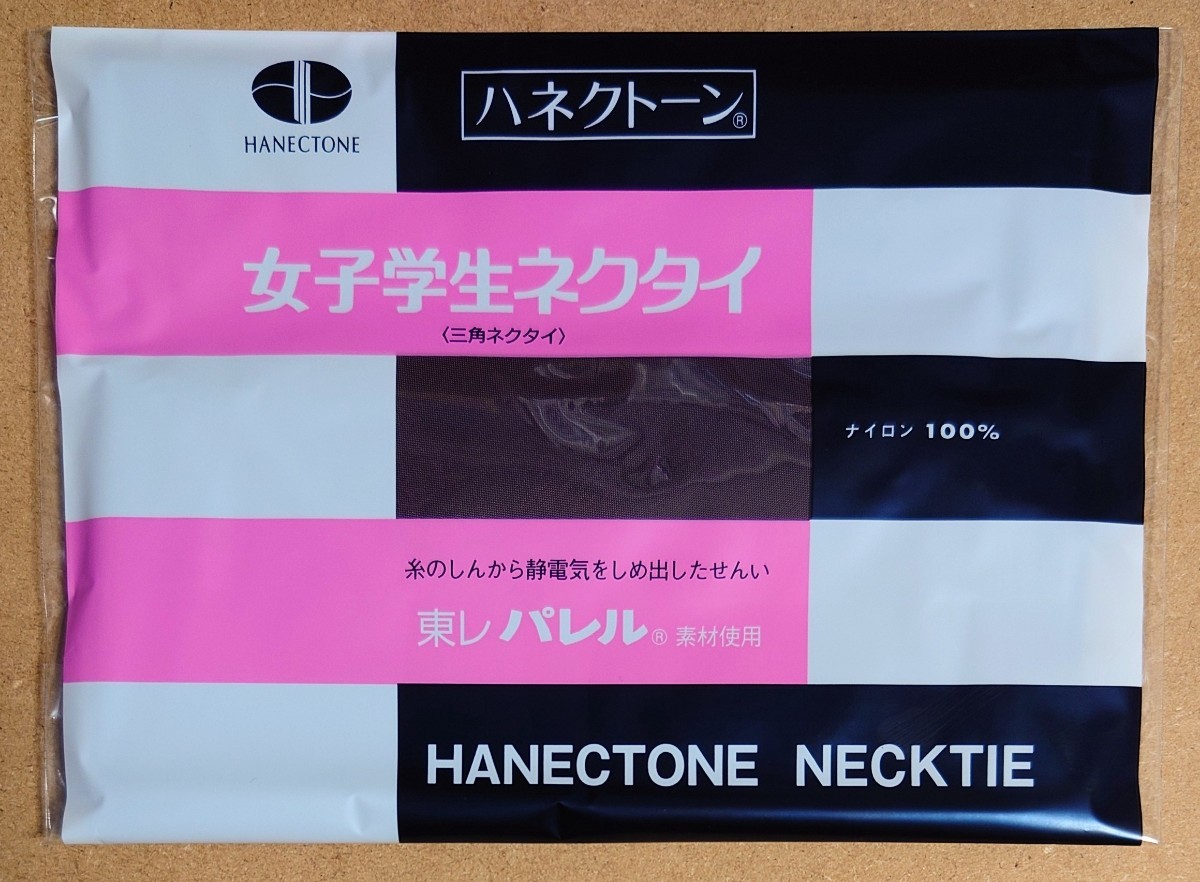 HANECTONE
ハネクトーン®
女子学生ネクタイ
〈三角ネクタイ〉
ナイロン 100%
糸のしんから静電気をしめ出したせんい
東レ パレル® 素材使用
HANECTONE NECKTIE